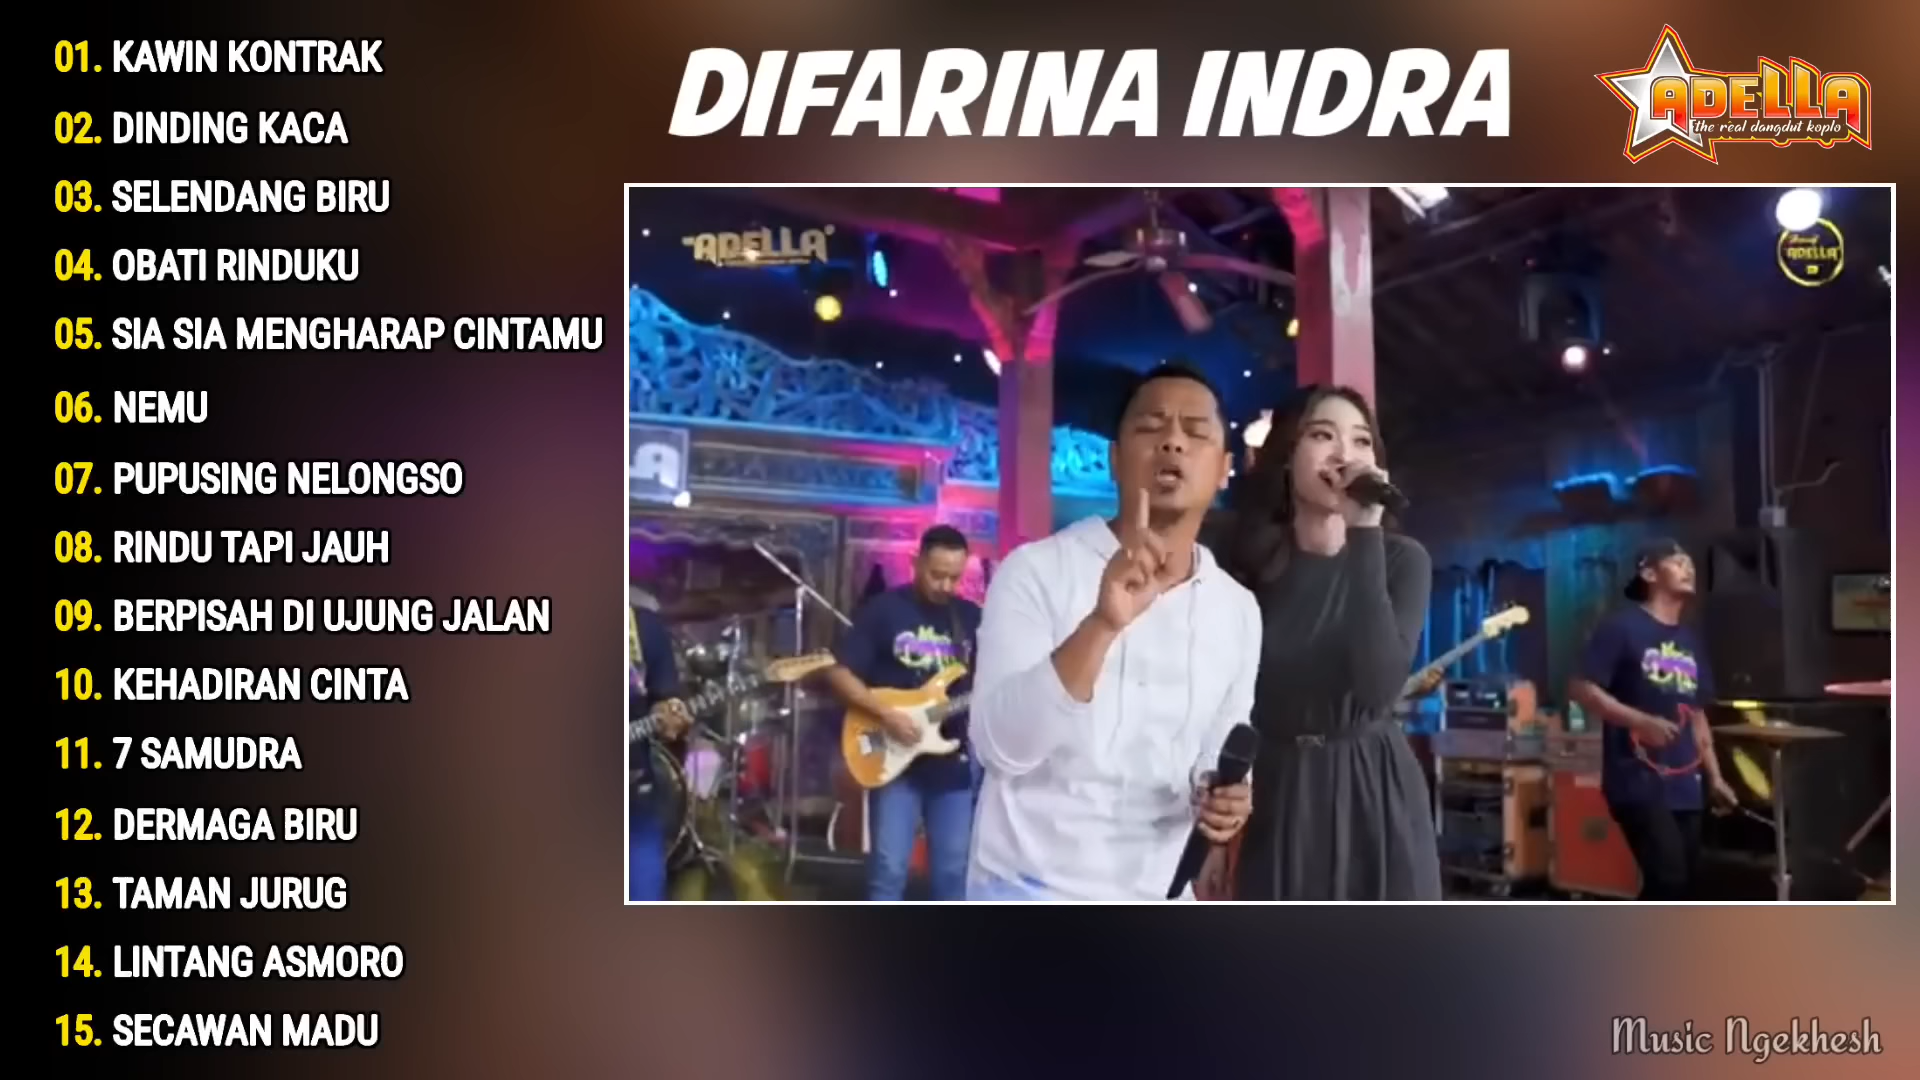 01. KAWIN KONTRAK
02. DINDING KACA
03. SELENDANG BIRU
04. OBATI RINDUKU
05. SIA SIA MENGHARAP CINTAMU
06. NEMU
07. PUPUSING NELONGSO
08. RINDU TAPI JAUH
09. BERPISAH DI UJUNG JALAN
10. KEHADIRAN CINTA
11. 7 SAMUDRA
12. DERMAGA BIRU
13. TAMAN JURUG
14. LINTANG ASMORO
15. SECAWAN MADU
DIFARINA INDRA
ADELLA
the real dangdut koplo
ADELLA
ADELLA
Music Ngekhesh